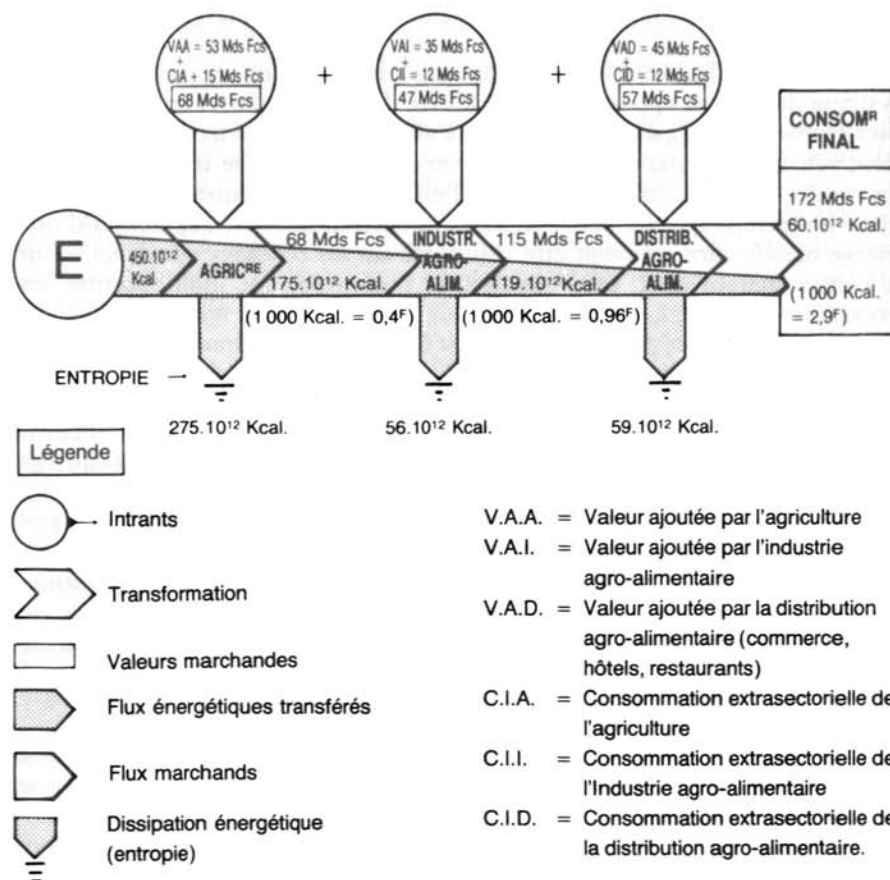 VAA = 53 Mds Fcs
+
CIA + 15 Mds Fcs
68 Mds Fcs
+
VAI = 35 Mds Fcs
+
CII = 12 Mds Fcs
47 Mds Fcs
+
VAD = 45 Mds Fcs
+
CID = 12 Mds Fcs
57 Mds Fcs
CONSOMᴿ
FINAL
172 Mds Fcs
60.10¹² Kcal.
(1 000 Kcal.
= 2,9ꟳ)
E
450.10¹²
Kcal.
AGRICᴿᴱ
68 Mds Fcs
175.10¹² Kcal.
(1 000 Kcal. = 0,4ꟳ)
INDUSTR.
AGRO-
ALIM.
115 Mds Fcs
119.10¹² Kcal.
(1 000 Kcal. = 0,96ꟳ)
DISTRIB.
AGRO-
ALIM.
ENTROPIE →
275.10¹² Kcal.
56.10¹² Kcal.
59.10¹² Kcal.
Légende
Intrants
Transformation
Valeurs marchandes
Flux énergétiques transférés
Flux marchands
Dissipation énergétique
(entropie)
V.A.A. = Valeur ajoutée par l'agriculture
V.A.I. = Valeur ajoutée par l'industrie
agro-alimentaire
V.A.D. = Valeur ajoutée par la distribution
agro-alimentaire (commerce,
hôtels, restaurants)
C.I.A. = Consommation extrasectorielle de
l'agriculture
C.I.I. = Consommation extrasectorielle de
l'Industrie agro-alimentaire
C.I.D. = Consommation extrasectorielle de
la distribution agro-alimentaire.